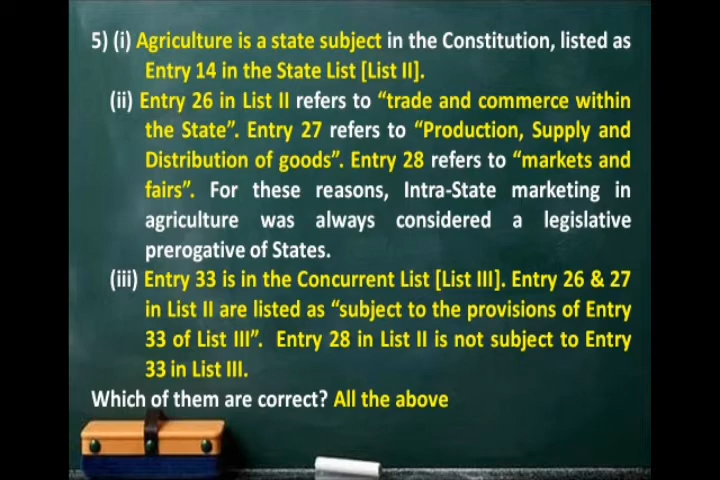 5) (i) Agriculture is a state subject in the Constitution, listed as
Entry 14 in the State List [List II].
(ii) Entry 26 in List II refers to “trade and commerce within
the State”. Entry 27 refers to “Production, Supply and
Distribution of goods”. Entry 28 refers to “markets and
fairs”. For these reasons, Intra-State marketing in
agriculture was always considered a legislative
prerogative of States.
(iii) Entry 33 is in the Concurrent List [List III]. Entry 26 & 27
in List II are listed as “subject to the provisions of Entry
33 of List III”. Entry 28 in List II is not subject to Entry
33 in List III.
Which of them are correct? All the above